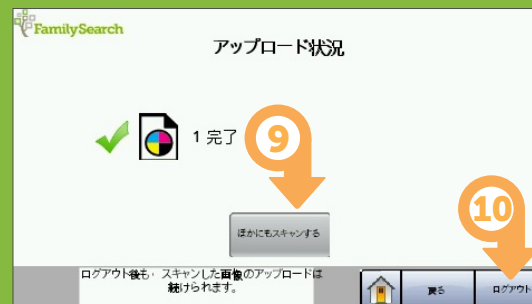 FamilySearch
アップロード状況
1 完了
9
ほかにもスキャンする
10
ログアウト後も、スキャンした画像のアップロードは
続けられます。
戻る
ログアウト